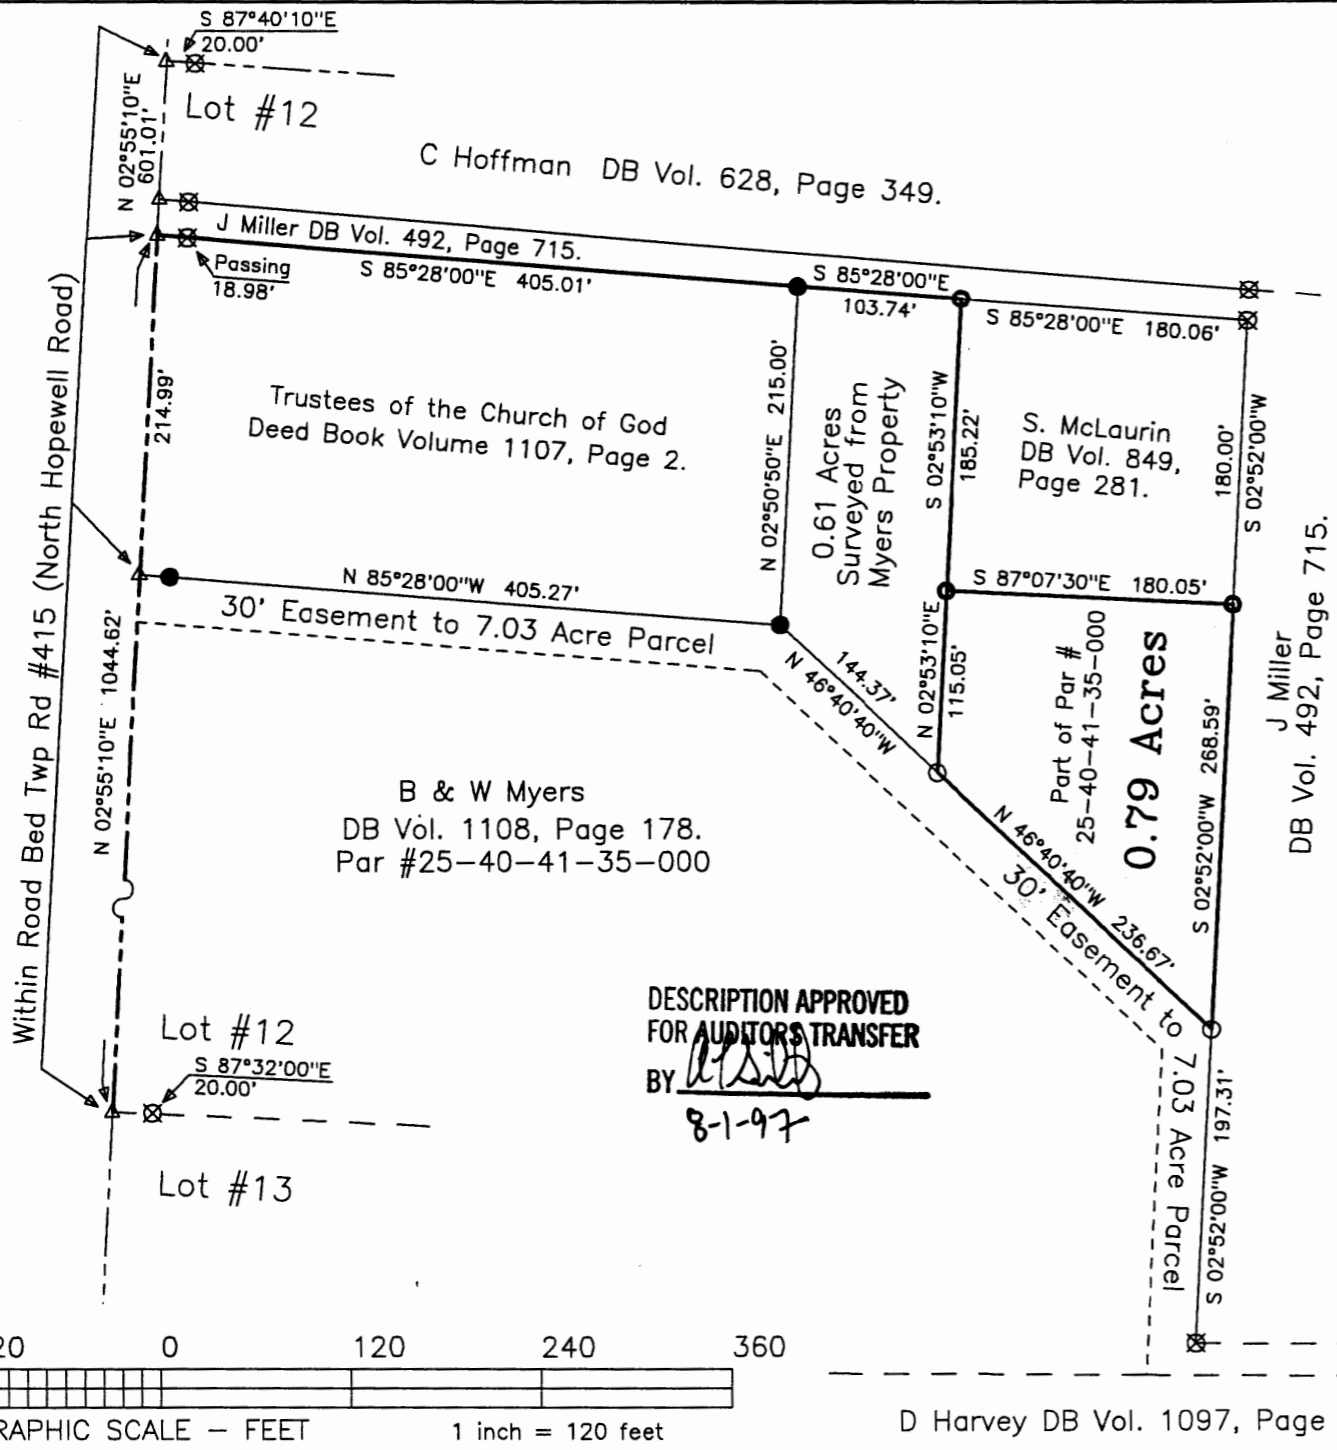 S 87°40'10"E
20.00'
Lot #12
N 02°55'10"E
601.01'
C Hoffman DB Vol. 628, Page 349.
J Miller DB Vol. 492, Page 715.
Passing
18.98'
S 85°28'00"E 405.01'
S 85°28'00"E
103.74'
S 85°28'00"E 180.06'
214.99'
Trustees of the Church of God
Deed Book Volume 1107, Page 2.
N 02°50'50"E 215.00'
0.61 Acres
Surveyed from
Myers Property
S 02°53'10"W
185.22'
S. McLaurin
DB Vol. 849,
Page 281.
180.00'
S 02°52'00"W
Within Road Bed Twp Rd #415 (North Hopewell Road)
N 85°28'00"W 405.27'
30' Easement to 7.03 Acre Parcel
S 87°07'30"E 180.05'
N 02°55'10"E 1044.62'
144.37'
N 46°40'40"W
N 02°53'10"E
115.05'
Part of Par #
25-40-41-35-000
0.79 Acres
S 02°52'00"W 268.59'
J Miller
DB Vol. 492, Page 715.
B & W Myers
DB Vol. 1108, Page 178.
Par #25-40-41-35-000
N 46°40'40"W 236.67'
30' Easement to 7.03 Acre Parcel
DESCRIPTION APPROVED
FOR AUDITORS TRANSFER
BY
8-1-97
Lot #12
S 87°32'00"E
20.00'
Lot #13
S 02°52'00"W 197.31'
20 0 120 240 360
RAPHIC SCALE - FEET 1 inch = 120 feet
D Harvey DB Vol. 1097, Page